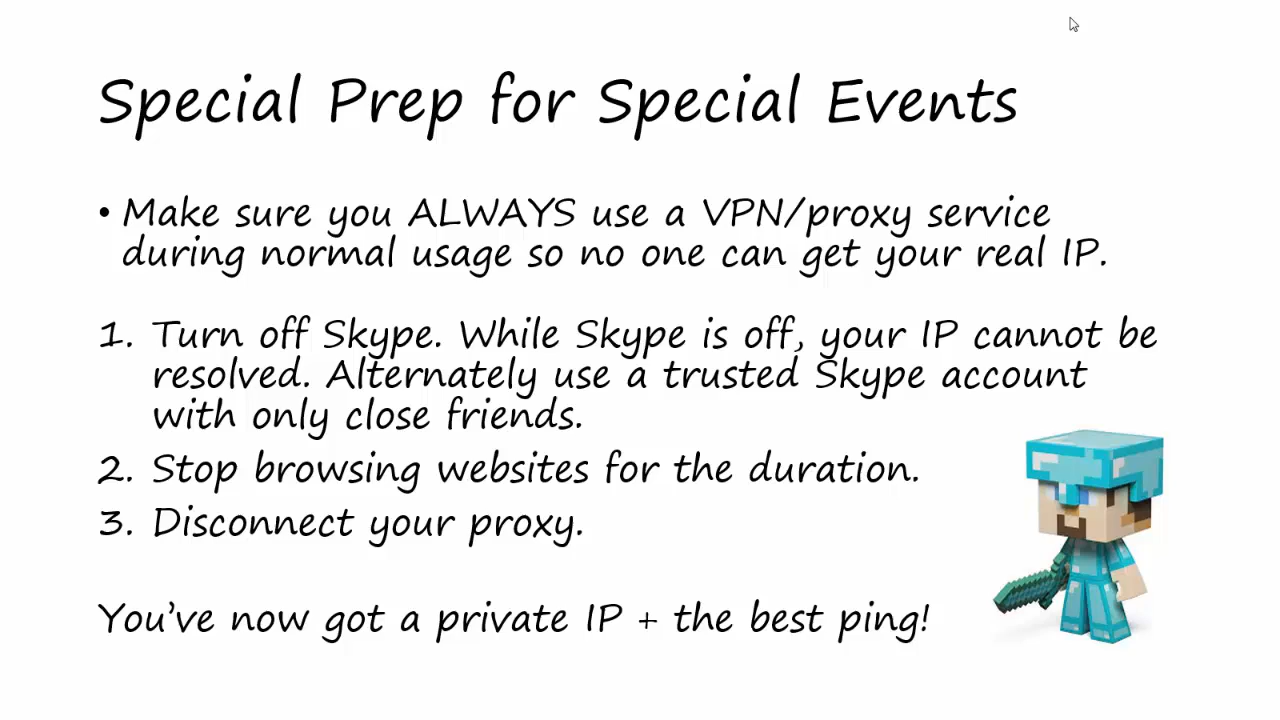 Special Prep for Special Events
• Make sure you ALWAYS use a VPN/proxy service
during normal usage so no one can get your real IP.
1. Turn off Skype. While Skype is off, your IP cannot be
resolved. Alternately use a trusted Skype account
with only close friends.
2. Stop browsing websites for the duration.
3. Disconnect your proxy.
You've now got a private IP + the best ping!